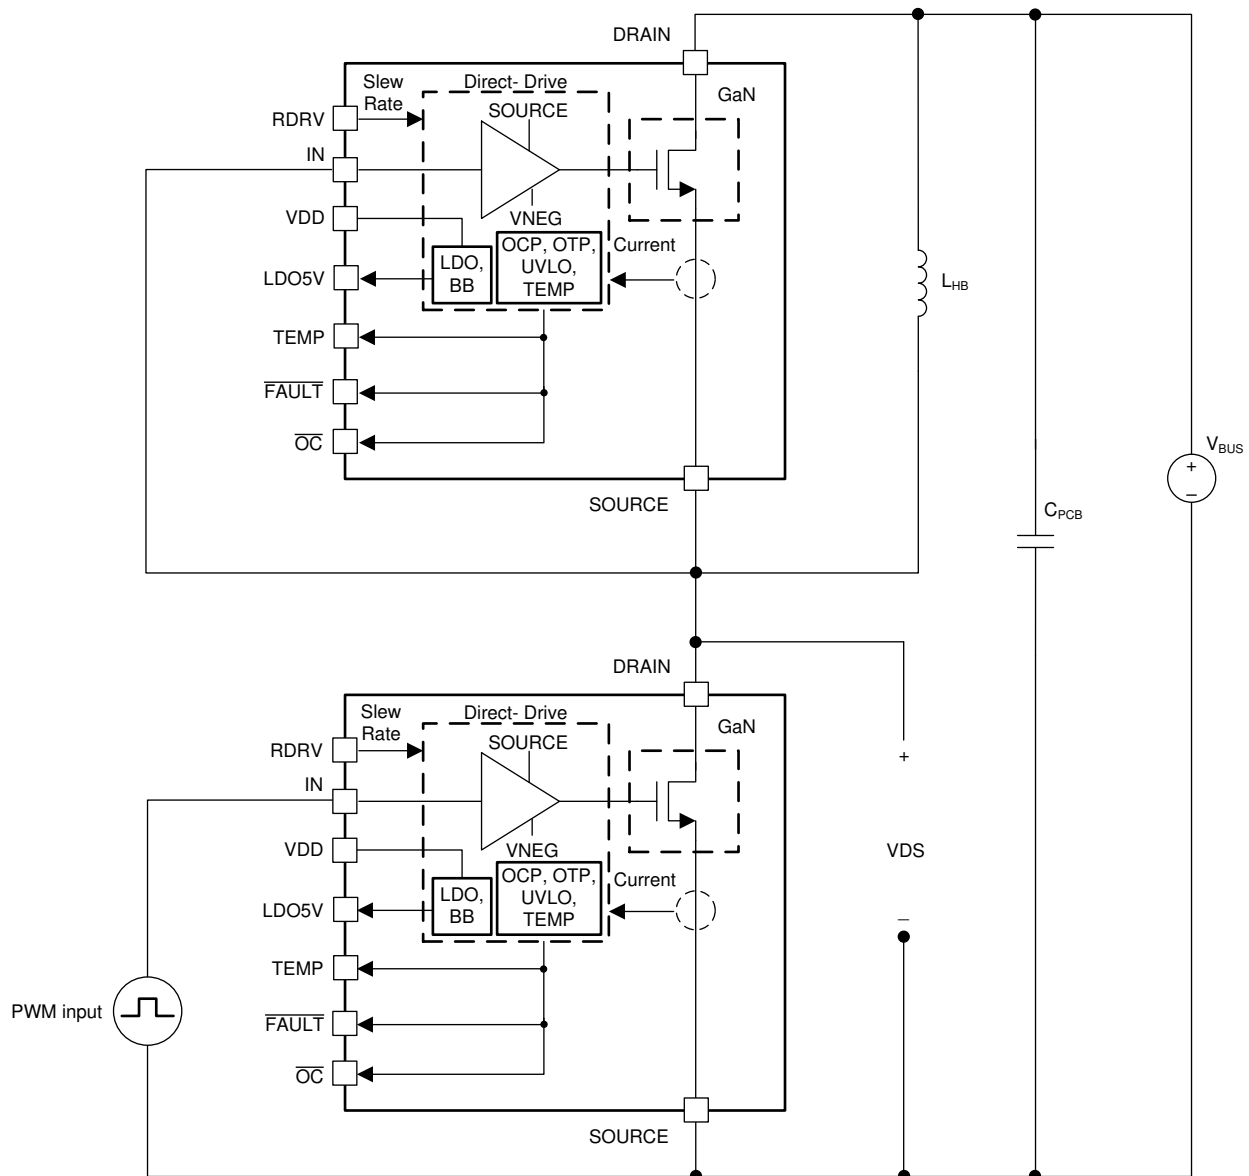 DRAIN
Slew
Rate
Direct- Drive
GaN
RDRV
SOURCE
IN
VDD
VNEG
LDO5V
LDO,
BB
OCP, OTP,
UVLO,
TEMP
Current
LHB
TEMP
FAULT
OC
VBUS
+
–
SOURCE
CPCB
DRAIN
Slew
Rate
Direct- Drive
GaN
RDRV
SOURCE
IN
+
VDD
VNEG
VDS
LDO5V
LDO,
BB
OCP, OTP,
UVLO,
TEMP
Current
–
TEMP
PWM input
FAULT
OC
SOURCE